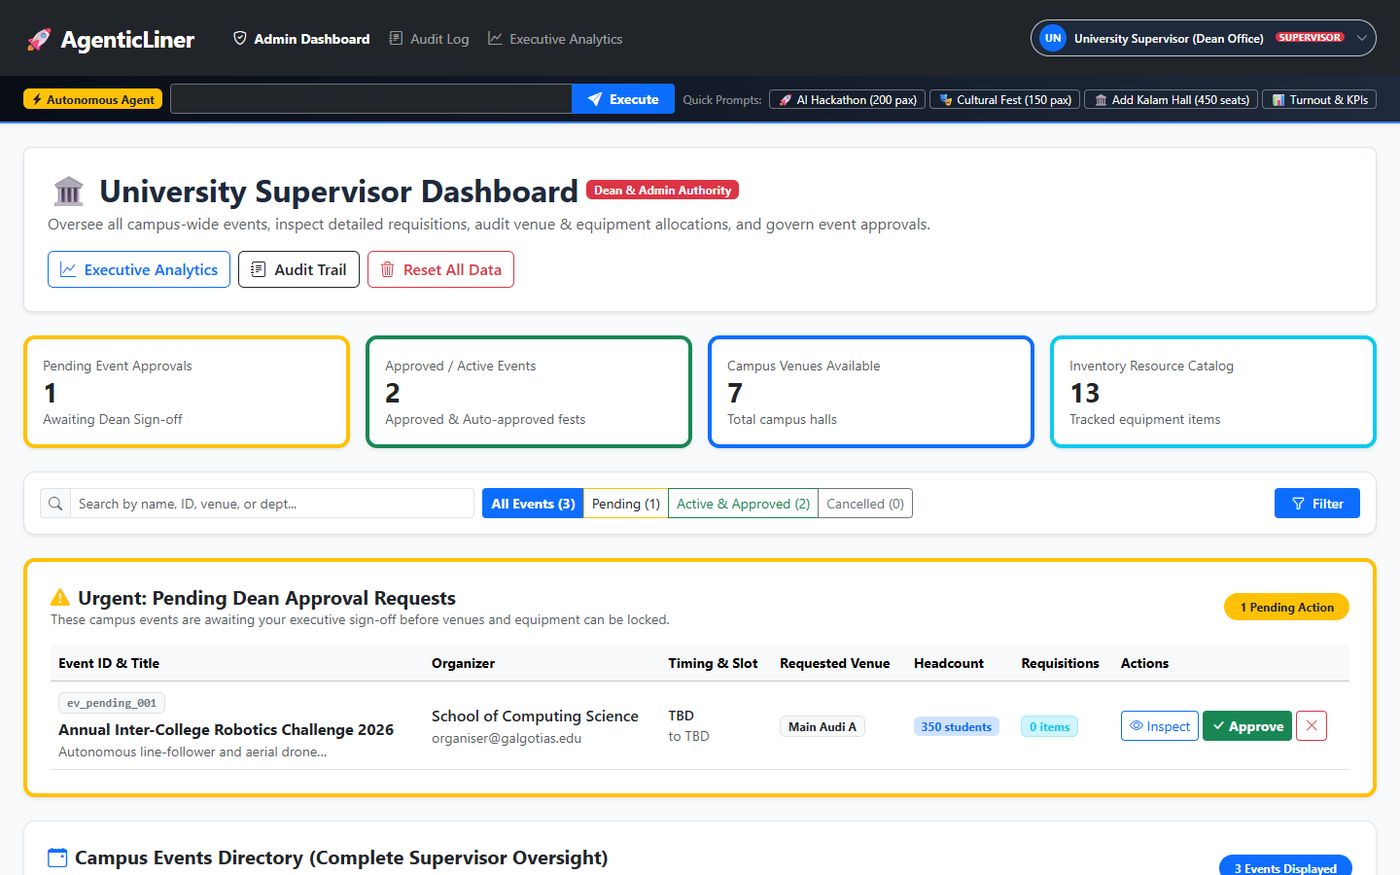 AgenticLiner
Admin Dashboard
Audit Log
Executive Analytics
UN
University Supervisor (Dean Office)
SUPERVISOR
Autonomous Agent
Execute
Quick Prompts:
AI Hackathon (200 pax)
Cultural Fest (150 pax)
Add Kalam Hall (450 seats)
Turnout & KPIs
University Supervisor Dashboard
Dean & Admin Authority
Oversee all campus-wide events, inspect detailed requisitions, audit venue & equipment allocations, and govern event approvals.
Executive Analytics
Audit Trail
Reset All Data
Pending Event Approvals
1
Awaiting Dean Sign-off
Approved / Active Events
2
Approved & Auto-approved fests
Campus Venues Available
7
Total campus halls
Inventory Resource Catalog
13
Tracked equipment items
Search by name, ID, venue, or dept...
All Events (3)
Pending (1)
Active & Approved (2)
Cancelled (0)
Filter
Urgent: Pending Dean Approval Requests
These campus events are awaiting your executive sign-off before venues and equipment can be locked.
1 Pending Action
Event ID & Title
Organizer
Timing & Slot
Requested Venue
Headcount
Requisitions
Actions
ev_pending_001
Annual Inter-College Robotics Challenge 2026
Autonomous line-follower and aerial drone...
School of Computing Science
organiser@galgotias.edu
TBD
to TBD
Main Audi A
350 students
0 items
Inspect
Approve
Campus Events Directory (Complete Supervisor Oversight)
3 Events Displayed